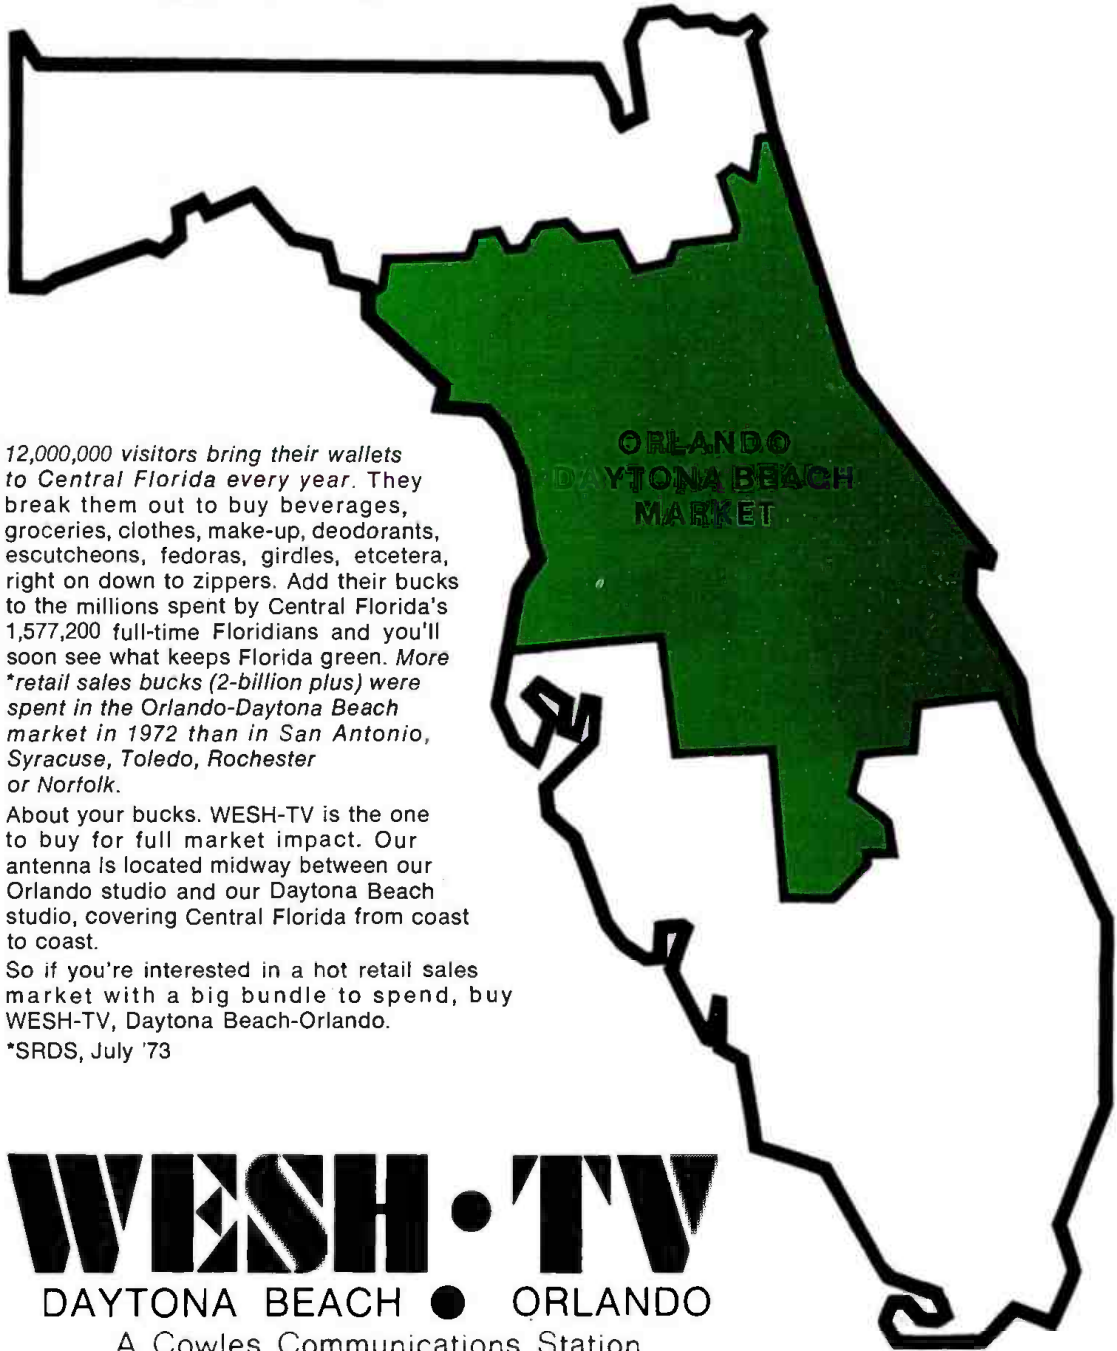 ORLANDO
DAYTONA BEACH
MARKET
12,000,000 visitors bring their wallets
to Central Florida every year. They
break them out to buy beverages,
groceries, clothes, make-up, deodorants,
escutcheons, fedoras, girdles, etcetera,
right on down to zippers. Add their bucks
to the millions spent by Central Florida's
1,577,200 full-time Floridians and you'll
soon see what keeps Florida green. More
*retail sales bucks (2-billion plus) were
spent in the Orlando-Daytona Beach
market in 1972 than in San Antonio,
Syracuse, Toledo, Rochester
or Norfolk.
About your bucks. WESH-TV is the one
to buy for full market impact. Our
antenna is located midway between our
Orlando studio and our Daytona Beach
studio, covering Central Florida from coast
to coast.
So if you're interested in a hot retail sales
market with a big bundle to spend, buy
WESH-TV, Daytona Beach-Orlando.
*SRDS, July '73
WESH•TV
DAYTONA BEACH ● ORLANDO
A Cowles Communications Station